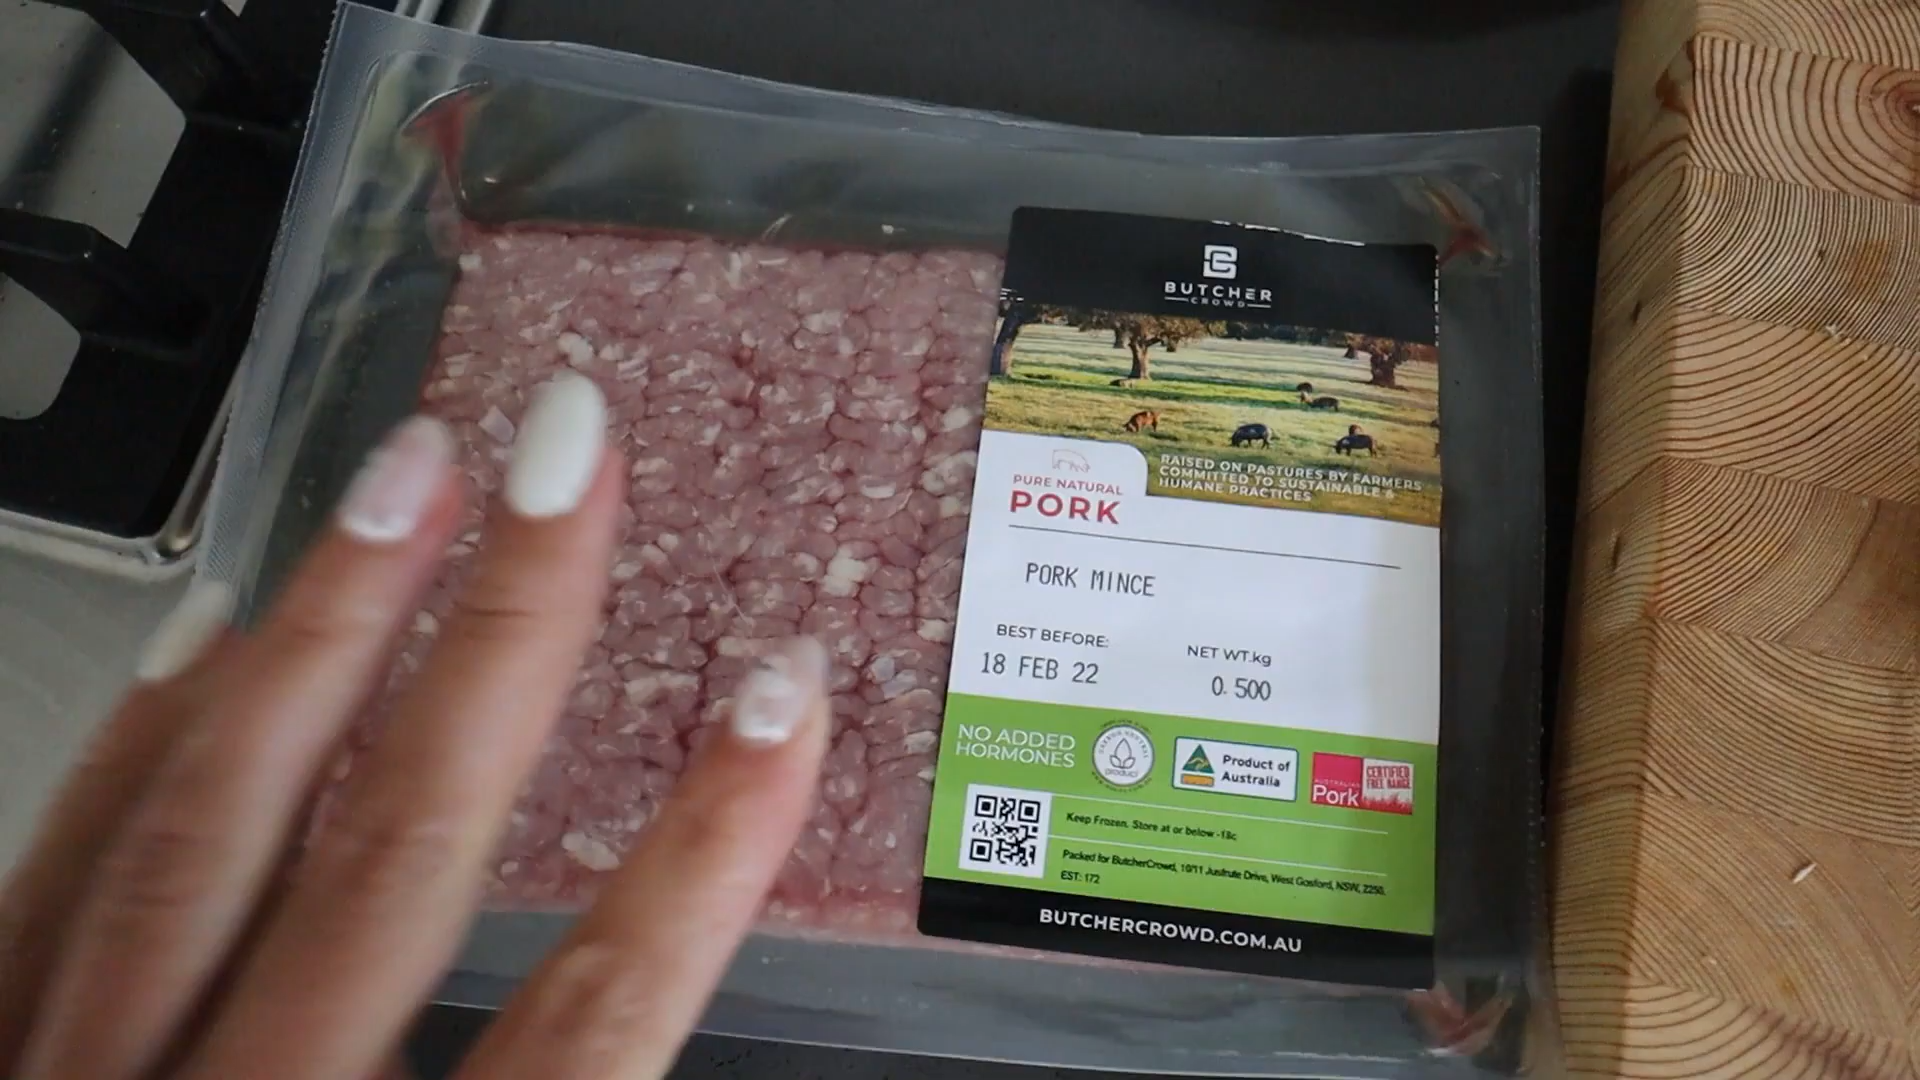 BUTCHER
CROWD
RAISED ON PASTURES BY FARMERS
COMMITTED TO SUSTAINABLE &
HUMANE PRACTICES
PURE NATURAL
PORK
PORK MINCE
BEST BEFORE:
18 FEB 22
NET WT.kg
0.500
NO ADDED
HORMONES
product
Product of
Australia
AUSTRALIAN
Pork
CERTIFIED
FREE RANGE
Keep Frozen. Store at or below -18c
Packed for ButcherCrowd, 10/11 Jusfrute Drive, West Gosford, NSW, 2250.
EST: 172
BUTCHERCROWD.COM.AU